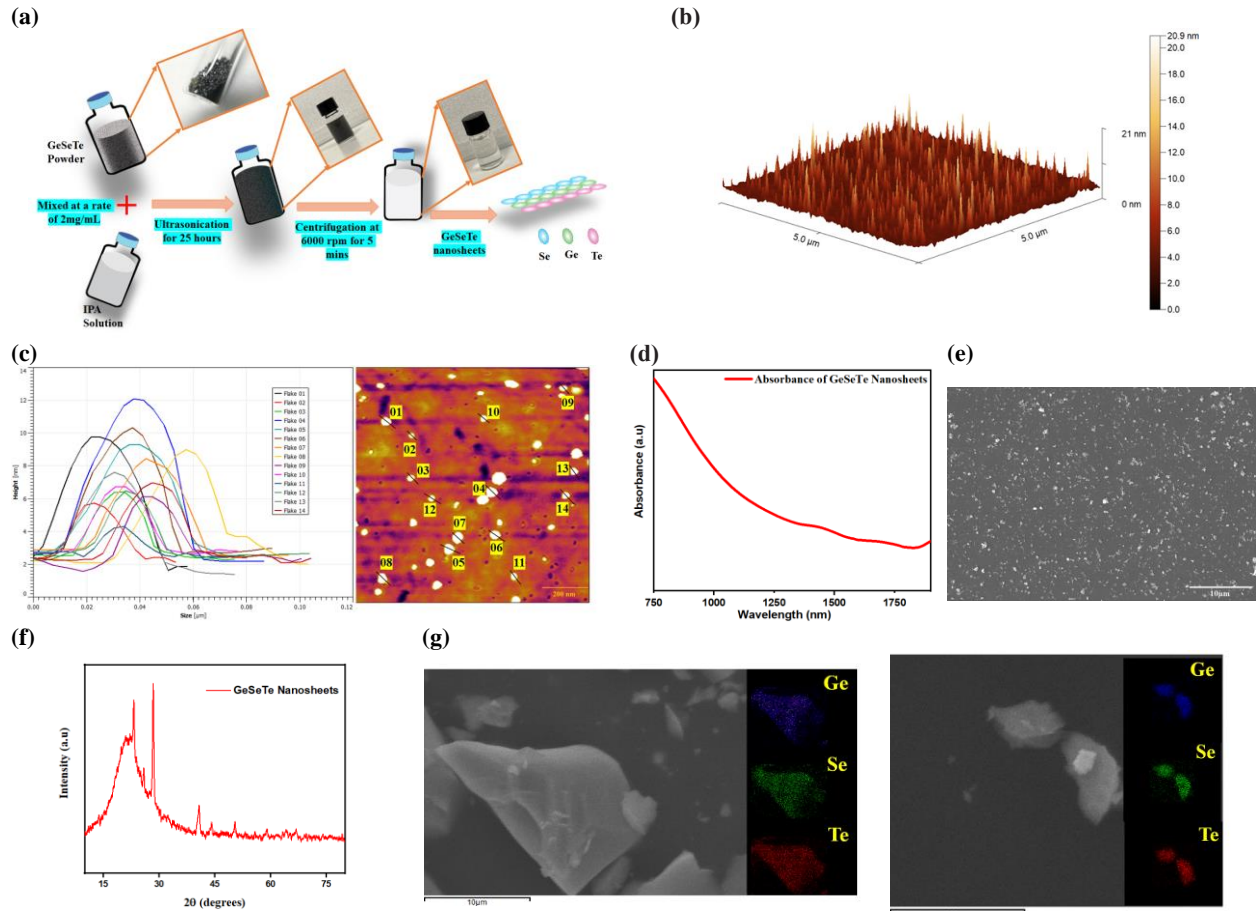 (a)
GeSeTe
Powder
Mixed at a rate
of 2mg/mL
IPA
Solution
Ultrasonication
for 25 hours
Centrifugation at
6000 rpm for 5
mins
GeSeTe
nanosheets
Se Ge Te
(b)
20.9 nm
20.0
18.0
16.0
14.0
12.0
10.0
8.0
6.0
4.0
2.0
0.0
21 nm
0 nm
5.0 µm
5.0 µm
(c)
14
12
10
8
6
4
2
0
Height [nm]
0.00 0.02 0.04 0.06 0.08 0.10 0.12
Size [µm]
Flake 01
Flake 02
Flake 03
Flake 04
Flake 05
Flake 06
Flake 07
Flake 08
Flake 09
Flake 10
Flake 11
Flake 12
Flake 13
Flake 14
01
10
09
02
03
13
04
12
14
07
06
05
08
11
200 nm
(d)
Absorbance of GeSeTe Nanosheets
Absorbance (a.u)
750 1000 1250 1500 1750
Wavelength (nm)
(e)
10µm
(f)
GeSeTe Nanosheets
Intensity (a.u)
15 30 45 60 75
2θ (degrees)
(g)
Ge
Se
Te
10µm
Ge
Se
Te